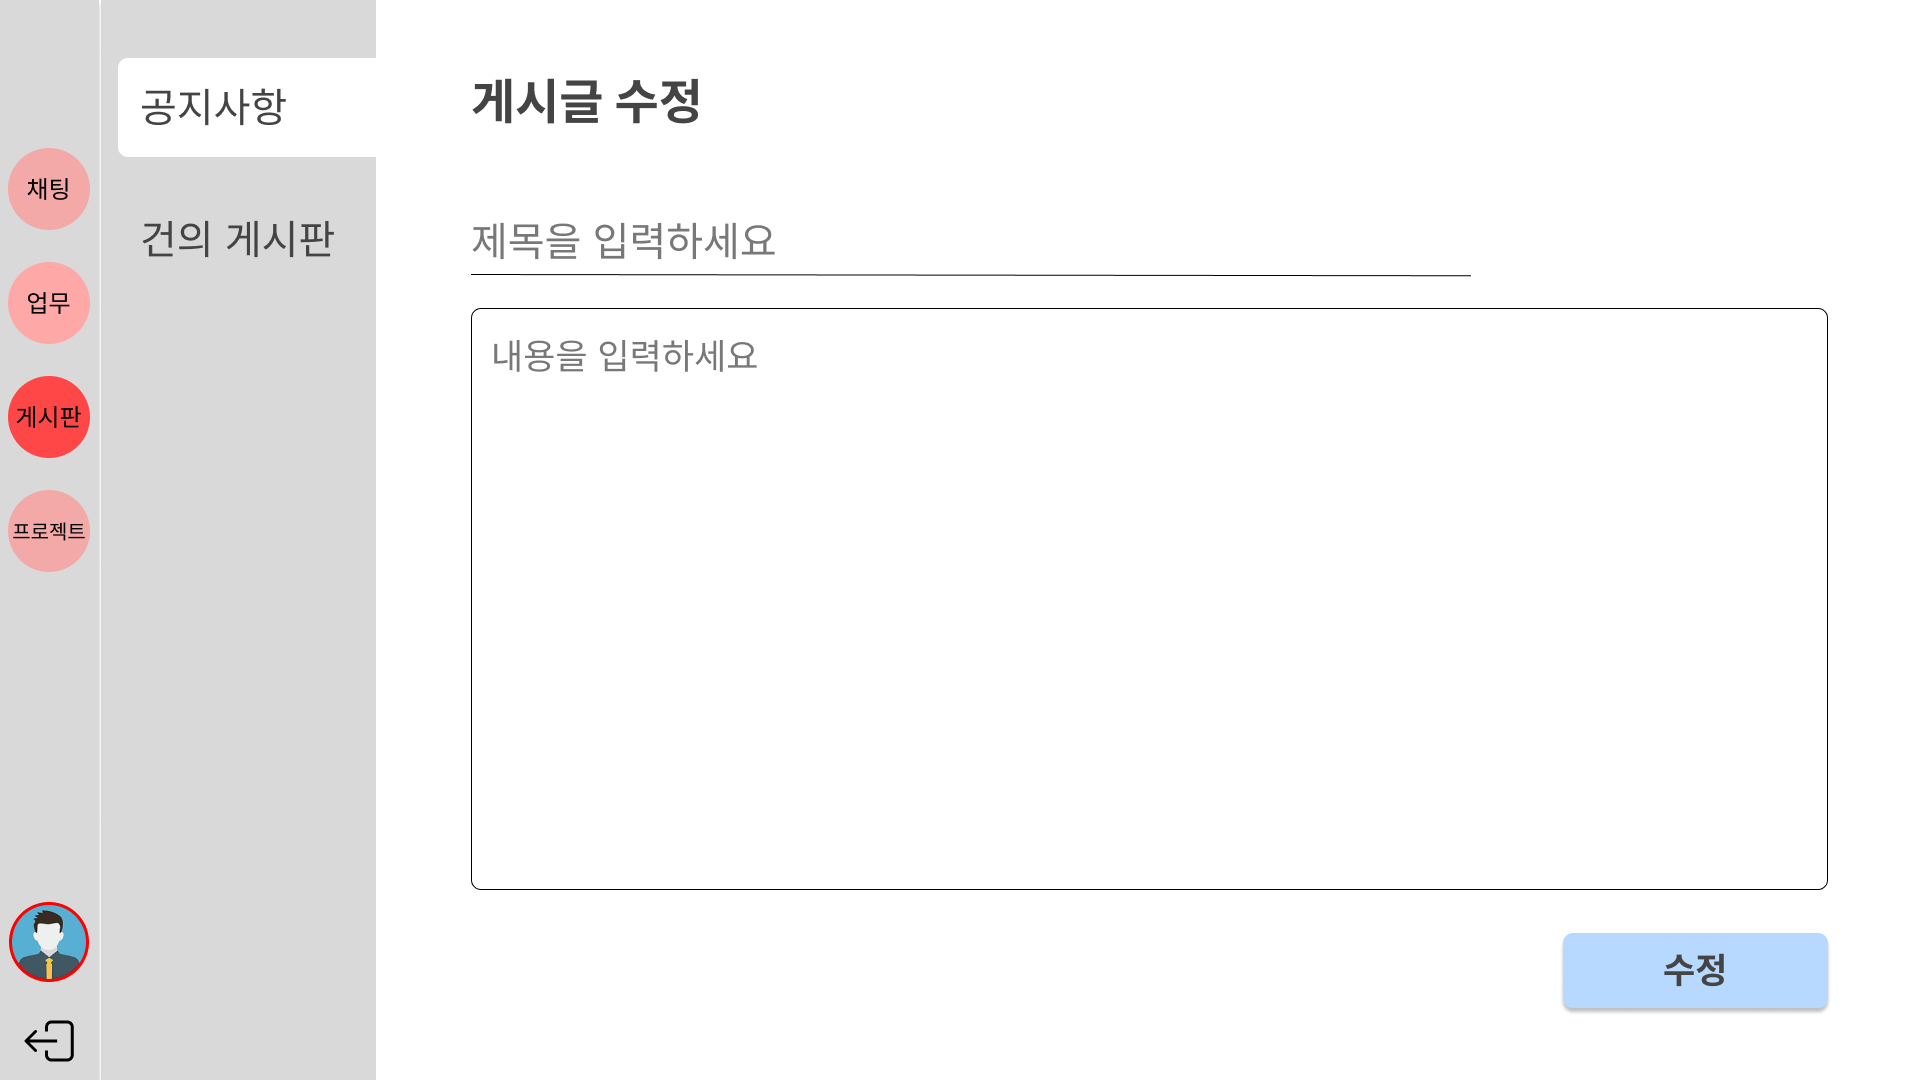 채팅
업무
게시판
프로젝트
공지사항
건의 게시판
게시글 수정
제목을 입력하세요
내용을 입력하세요
수정